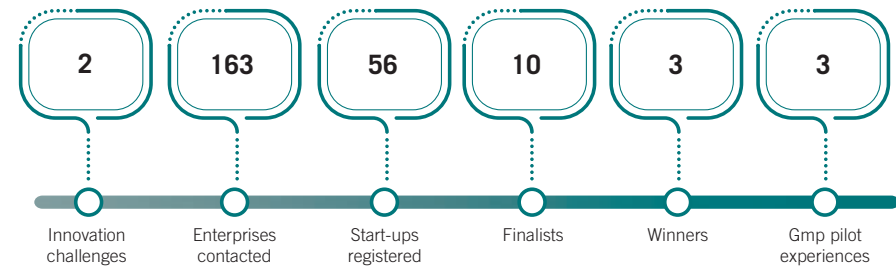 2
163
56
10
3
3
Innovation
challenges
Enterprises
contacted
Start-ups
registered
Finalists
Winners
Gmp pilot
experiences